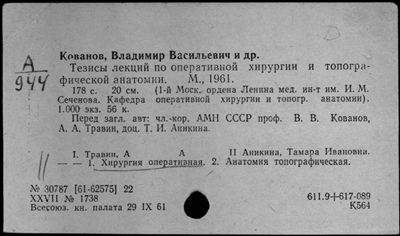 Кованов, Владимир Васильевич и др.
А
944
Тезисы лекций по оперативной хирургии и топогра-
фической анатомии. М., 1961.
178 с. 20 см. (1-й Моск. ордена Ленина мед. ин-т им. И. М.
Сеченова. Кафедра оперативной хирургии и топогр. анатомии).
1.000 экз. 56 к.
Перед загл. авт: чл.-кор. АМН СССР проф. В. В. Кованов,
А. А. Травин, доц. Т. И. Аникина.
I. Травин, А А II Аникина, Тамара Ивановна.
— — 1. Хирургия оперативная. 2. Анатомия топографическая.
№ 30787 [61-62575] 22
XXVII № 1738
Всесоюз. кн. палата 29 IX 61
611.9+617-089
К564